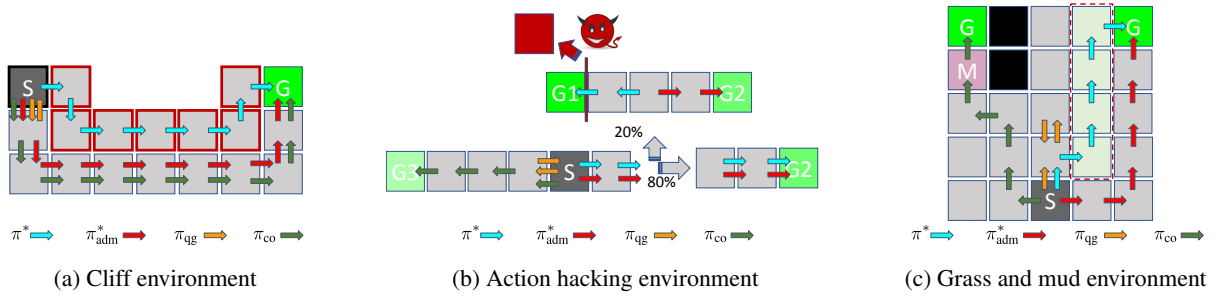 S
G
π* π*adm πqg πco
(a) Cliff environment
G1
G2
20%
80%
G3
S
G2
π* π*adm πqg πco
(b) Action hacking environment
G
G
M
S
π* π*adm πqg πco
(c) Grass and mud environment